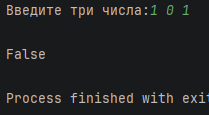 Введите три числа:1 0 1
False
Process finished with exit